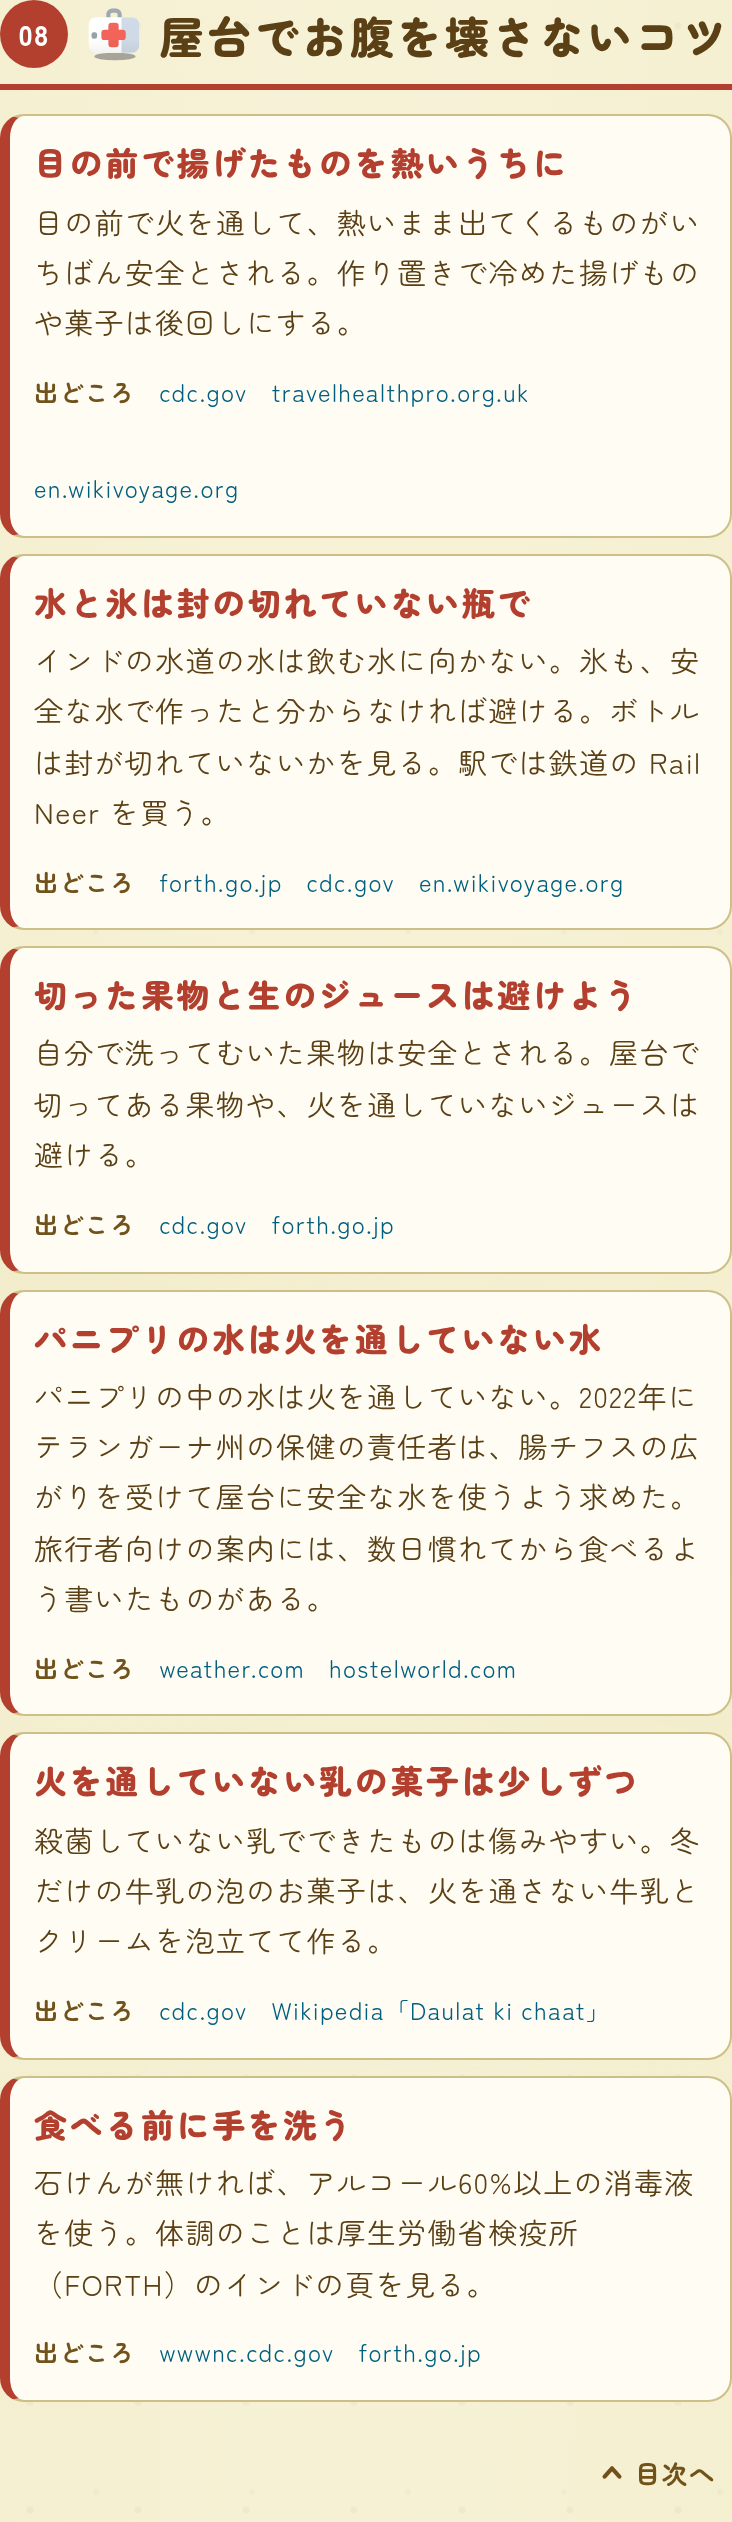 08 屋台でお腹を壊さないコツ
目の前で揚げたものを熱いうちに
目の前で火を通して、熱いまま出てくるものがい
ちばん安全とされる。作り置きで冷めた揚げもの
や菓子は後回しにする。
出どころ cdc.gov travelhealthpro.org.uk
en.wikivoyage.org
水と氷は封の切れていない瓶で
インドの水道の水は飲む水に向かない。氷も、安
全な水で作ったと分からなければ避ける。ボトル
は封が切れていないかを見る。駅では鉄道の Rail
Neer を買う。
出どころ forth.go.jp cdc.gov en.wikivoyage.org
切った果物と生のジュースは避けよう
自分で洗ってむいた果物は安全とされる。屋台で
切ってある果物や、火を通していないジュースは
避ける。
出どころ cdc.gov forth.go.jp
パニプリの水は火を通していない水
パニプリの中の水は火を通していない。2022年に
テランガーナ州の保健の責任者は、腸チフスの広
がりを受けて屋台に安全な水を使うよう求めた。
旅行者向けの案内には、数日慣れてから食べるよ
う書いたものがある。
出どころ weather.com hostelworld.com
火を通していない乳の菓子は少しずつ
殺菌していない乳でできたものは傷みやすい。冬
だけの牛乳の泡のお菓子は、火を通さない牛乳と
クリームを泡立てて作る。
出どころ cdc.gov Wikipedia「Daulat ki chaat」
食べる前に手を洗う
石けんが無ければ、アルコール60%以上の消毒液
を使う。体調のことは厚生労働省検疫所
（FORTH）のインドの頁を見る。
出どころ wwwnc.cdc.gov forth.go.jp
目次へ